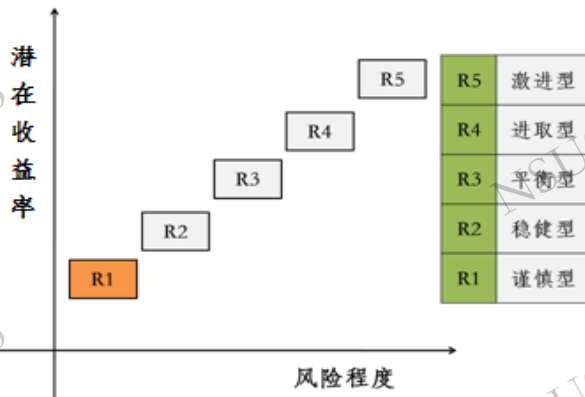 潜在收益率
R5
R4
R3
R2
R1
风险程度
R5 激进型
R4 进取型
R3 平衡型
R2 稳健型
R1 谨慎型